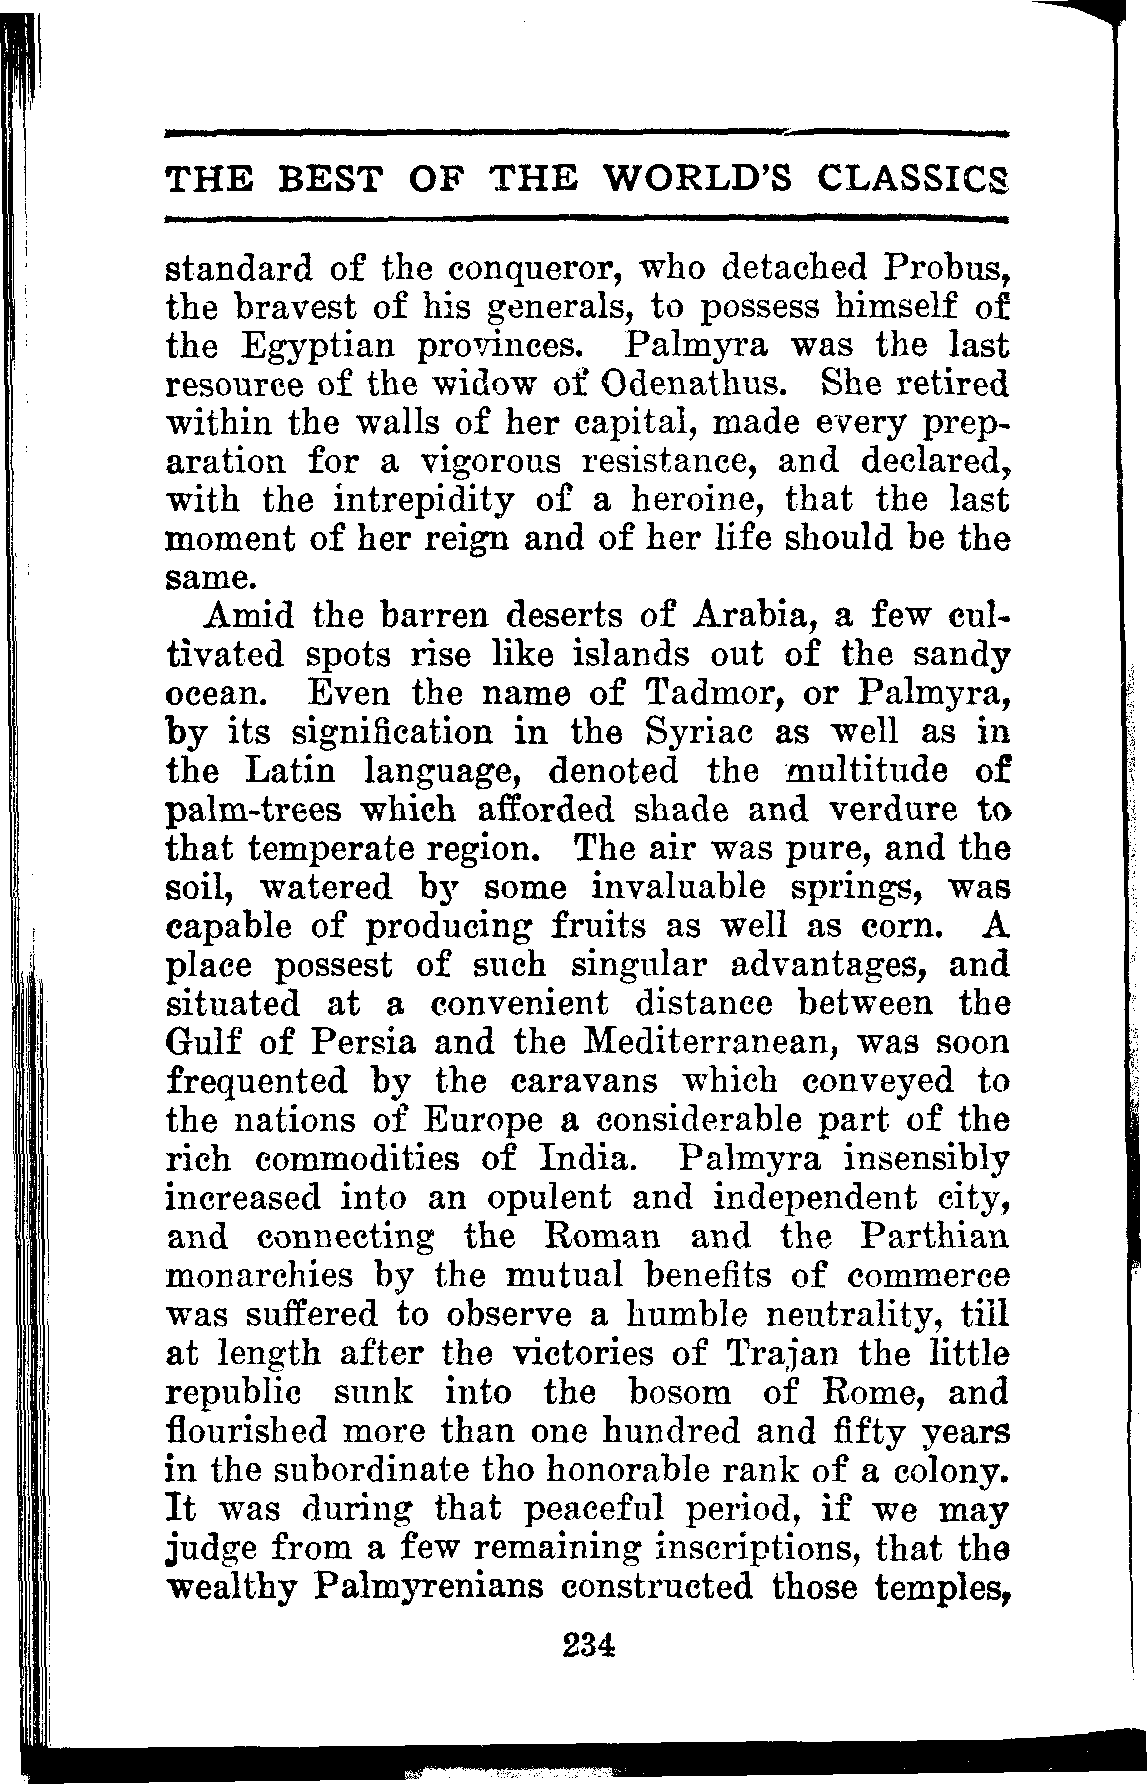 THE BEST OF THE WORLD'S CLASSICS
standard of the conqueror, who detached Probus,
the bravest of his generals, to possess himself of
the Egyptian provinces. Palmyra was the last
resource of the widow of Odenathus. She retired
within the walls of her capital, made every prep-
aration for a vigorous resistance, and declared,
with the intrepidity of a heroine, that the last
moment of her reign and of her life should be the
same.
Amid the barren deserts of Arabia, a few cul-
tivated spots rise like islands out of the sandy
ocean. Even the name of Tadmor, or Palmyra,
by its signification in the Syriac as well as in
the Latin language, denoted the multitude of
palm-trees which afforded shade and verdure to
that temperate region. The air was pure, and the
soil, watered by some invaluable springs, was
capable of producing fruits as well as corn. A
place possest of such singular advantages, and
situated at a convenient distance between the
Gulf of Persia and the Mediterranean, was soon
frequented by the caravans which conveyed to
the nations of Europe a considerable part of the
rich commodities of India. Palmyra insensibly
increased into an opulent and independent city,
and connecting the Roman and the Parthian
monarchies by the mutual benefits of commerce
was suffered to observe a humble neutrality, till
at length after the victories of Trajan the little
republic sunk into the bosom of Rome, and
flourished more than one hundred and fifty years
in the subordinate tho honorable rank of a colony.
It was during that peaceful period, if we may
judge from a few remaining inscriptions, that the
wealthy Palmyrenians constructed those temples,
234